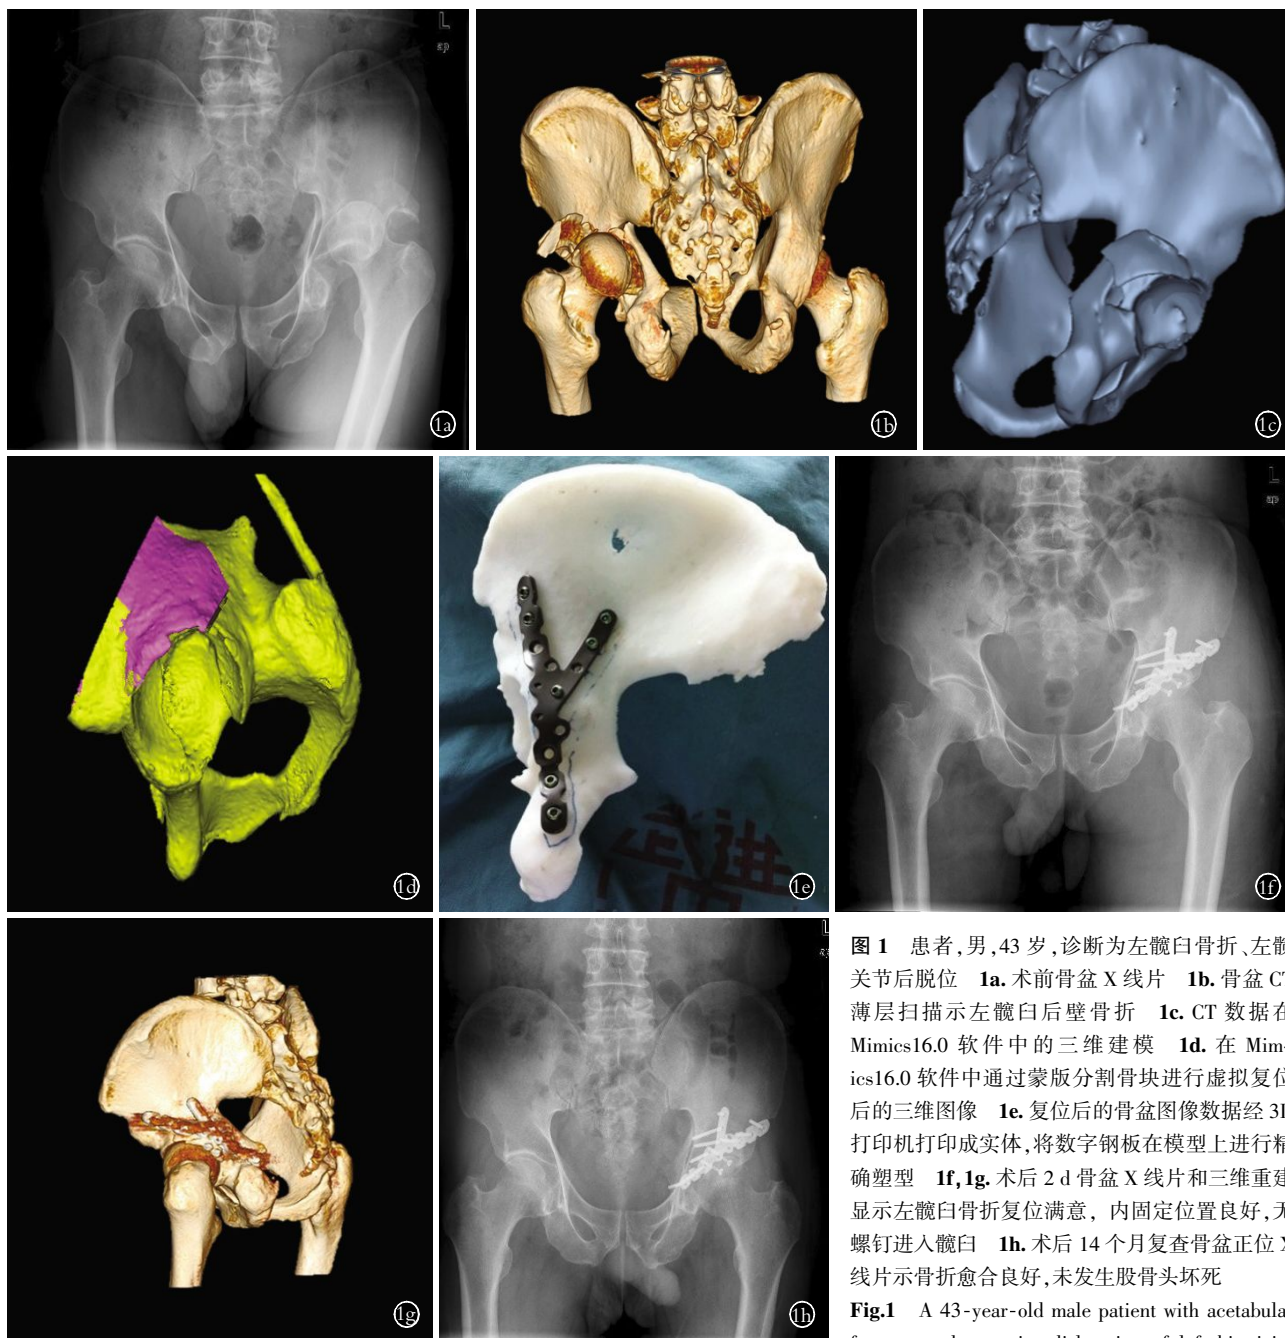 L
ap
1a
1b
1c
1d
1e
L
ap
1f
1g
L
1h
图 1 患者,男,43 岁,诊断为左髋臼骨折、左髋
关节后脱位 1a. 术前骨盆 X 线片 1b. 骨盆 CT
薄层扫描示左髋臼后壁骨折 1c. CT 数据在
Mimics16.0 软件中的三维建模 1d. 在 Mim-
ics16.0 软件中通过蒙版分割骨块进行虚拟复位
后的三维图像 1e. 复位后的骨盆图像数据经
打印机打印成实体,将数字钢板在模型上进行精
确塑型 1f,1g. 术后 2 d 骨盆 X 线片和三维重建
显示左髋臼骨折复位满意, 内固定位置良好,无
螺钉进入髋臼 1h. 术后 14 个月复查骨盆正位 X
线片示骨折愈合良好,未发生股骨头坏死
Fig.1 A 43-year-old male patient with acetabula